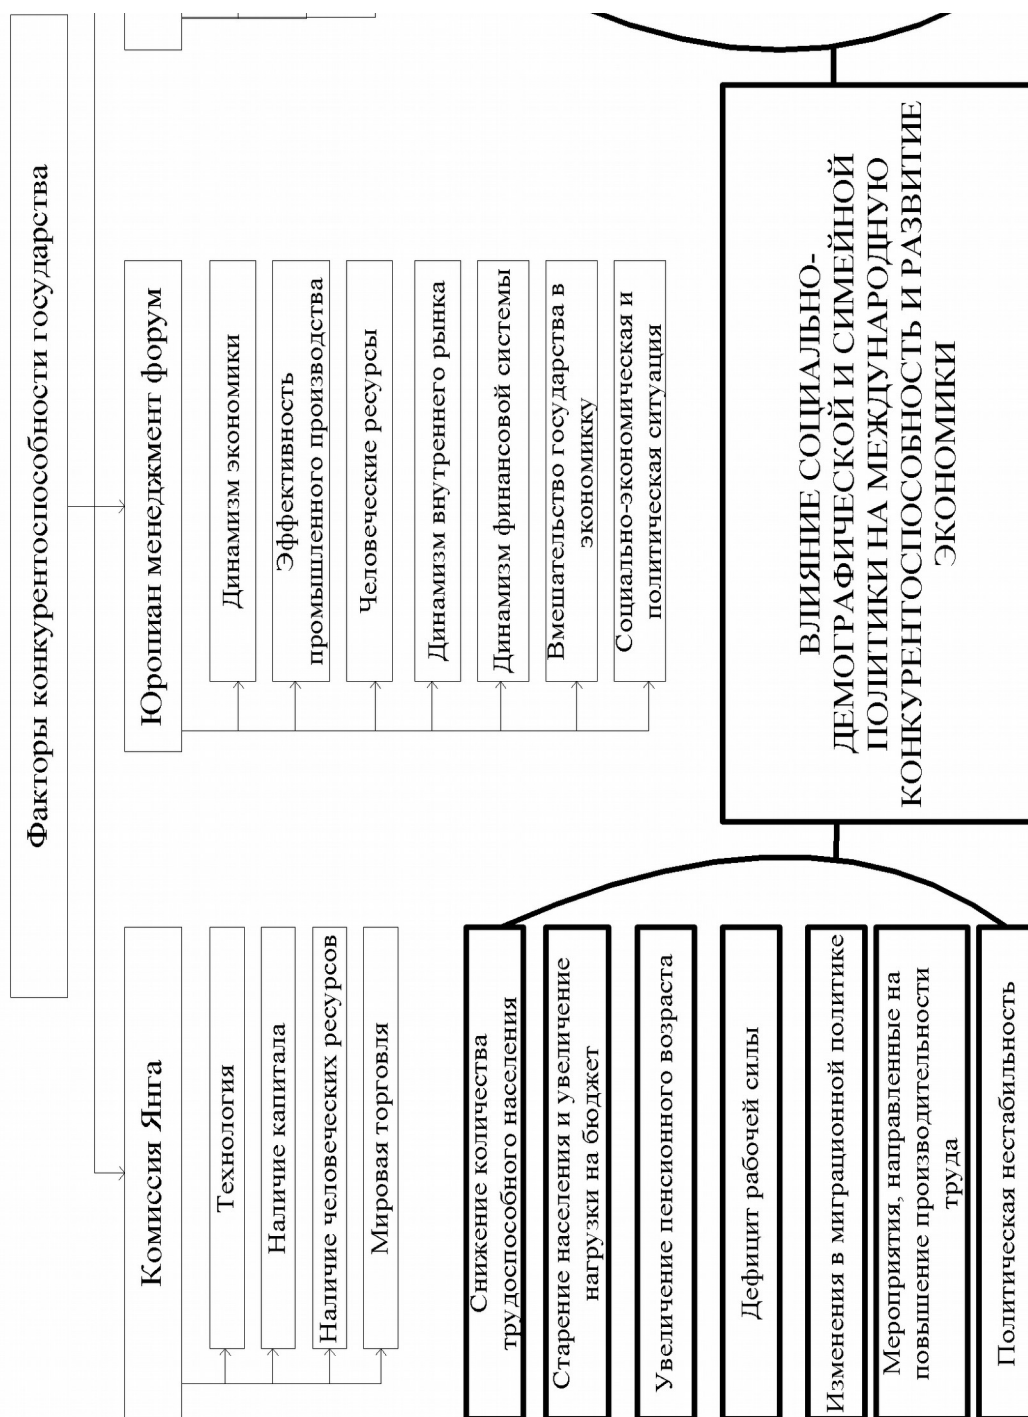 Факторы конкурентоспособности государства
Комиссия Янга
Технология
Наличие капитала
Наличие человеческих ресурсов
Мировая торговля
Юропиан менеджмент форум
Динамизм экономики
Эффективность
промышленного производства
Человеческие ресурсы
Динамизм внутреннего рынка
Динамизм финансовой системы
Вмешательство государства в
экономикку
Социально-экономическая и
политическая ситуация
Снижение количества
трудоспособного населения
Старение населения и увеличение
нагрузки на бюджет
Увеличение пенсионного возраста
Дефицит рабочей силы
Изменения в миграционной политике
Мероприятия, направленные на
повышение производительности
труда
Политическая нестабильность
ВЛИЯНИЕ СОЦИАЛЬНО-
ДЕМОГРАФИЧЕСКОЙ И СИМЕЙНОЙ
ПОЛИТИКИ НА МЕЖДУНАРОДНУЮ
КОНКУРЕНТОСПОСОБНОСТЬ И РАЗВИТИЕ
ЭКОНОМИКИ